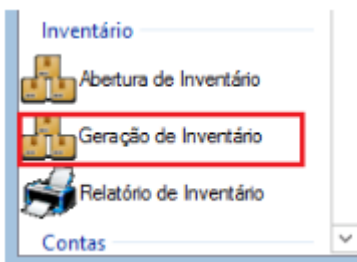 Inventário
Abertura de Inventário
Geração de Inventário
Relatório de Inventário
Contas